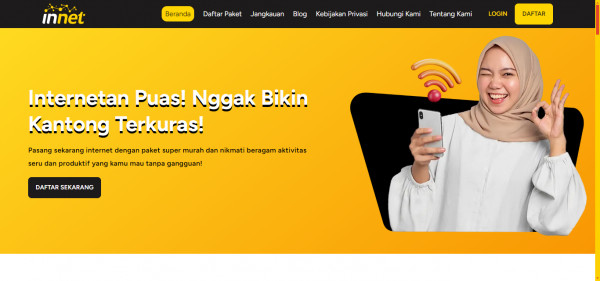 innet
Beranda
Daftar Paket
Jangkauan
Blog
Kebijakan Privasi
Hubungi Kami
Tentang Kami
LOGIN
DAFTAR
Internetan Puas! Nggak Bikin
Kantong Terkuras!
Pasang sekarang internet dengan paket super murah dan nikmati beragam aktivitas
seru dan produktif yang kamu mau tanpa gangguan!
DAFTAR SEKARANG